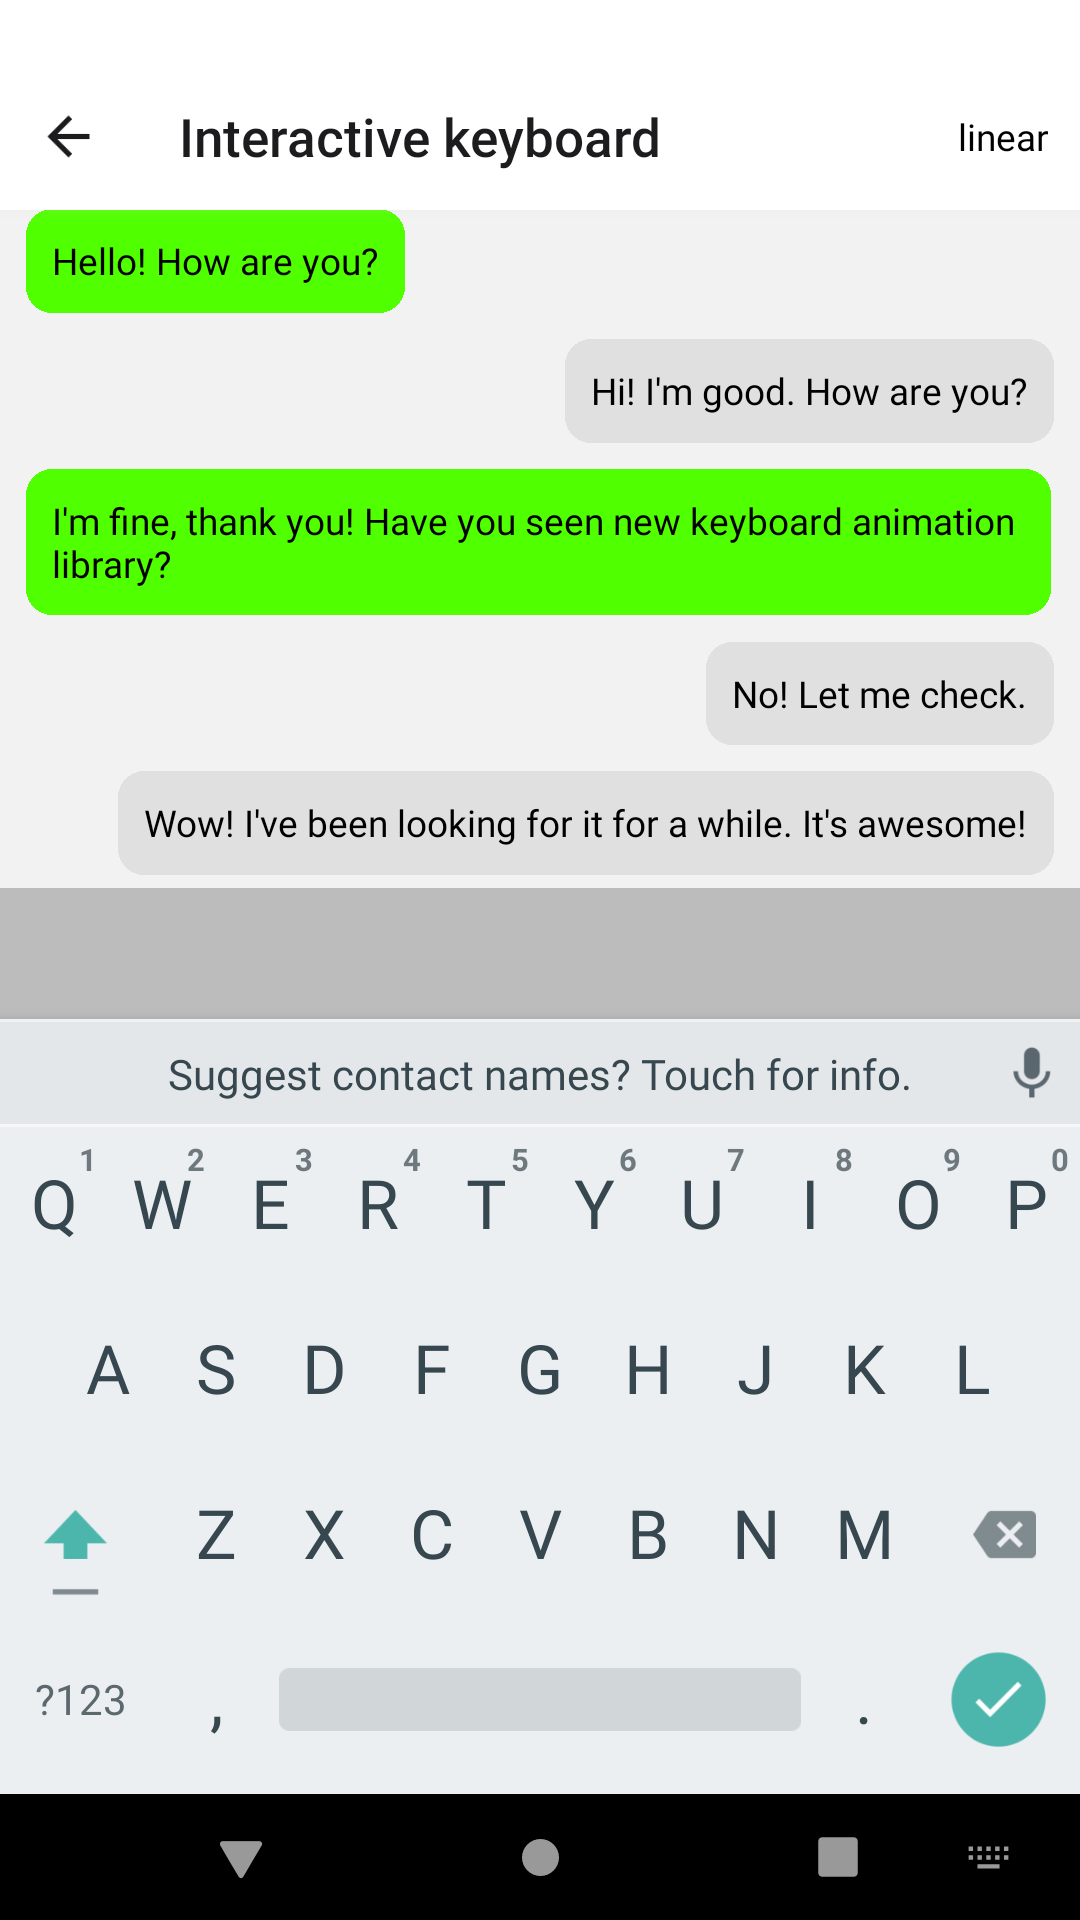 Interactive keyboard
linear
Hello! How are you?
Hi! I'm good. How are you?
I'm fine, thank you! Have you seen new keyboard animation
library?
No! Let me check.
Wow! I've been looking for it for a while. It's awesome!
Suggest contact names? Touch for info.
1 2 3 4 5 6 7 8 9 0
Q W E R T Y U I O P
A S D F G H J K L
Z X C V B N M
?123 , .